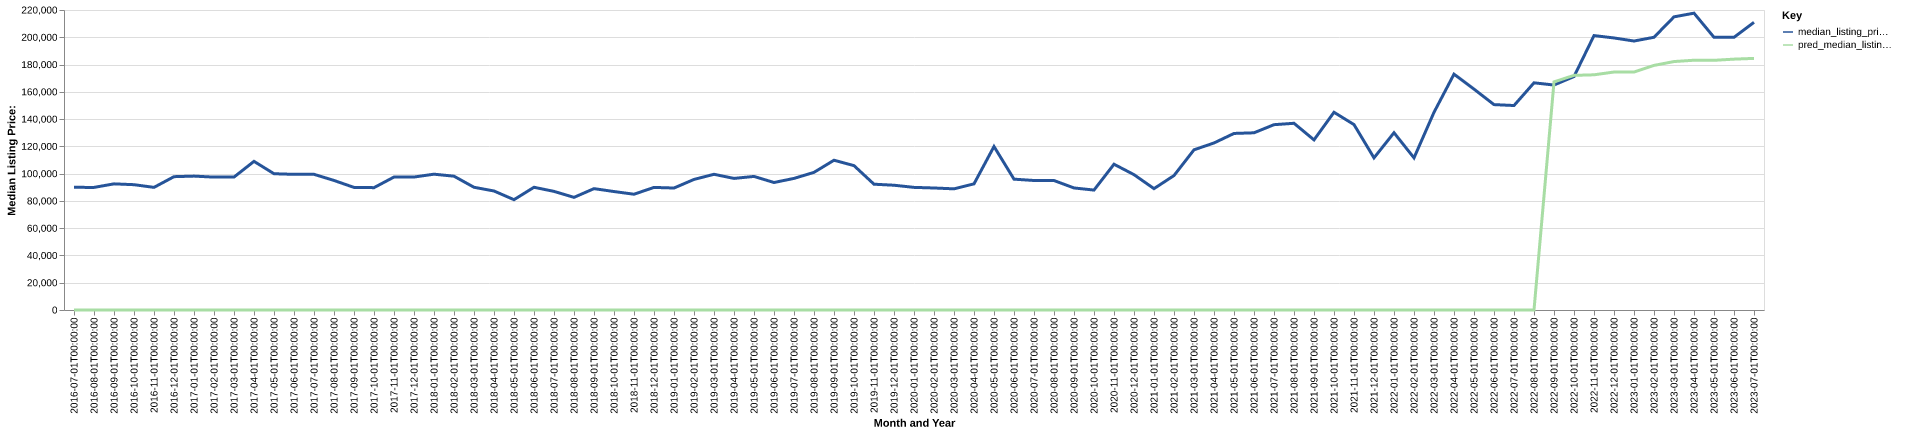 220,000
200,000
180,000
160,000
140,000
120,000
100,000
80,000
60,000
40,000
20,000
0
Median Listing Price:
2016-07-01T00:00:00
2016-08-01T00:00:00
2016-09-01T00:00:00
2016-10-01T00:00:00
2016-11-01T00:00:00
2016-12-01T00:00:00
2017-01-01T00:00:00
2017-02-01T00:00:00
2017-03-01T00:00:00
2017-04-01T00:00:00
2017-05-01T00:00:00
2017-06-01T00:00:00
2017-07-01T00:00:00
2017-08-01T00:00:00
2017-09-01T00:00:00
2017-10-01T00:00:00
2017-11-01T00:00:00
2017-12-01T00:00:00
2018-01-01T00:00:00
2018-02-01T00:00:00
2018-03-01T00:00:00
2018-04-01T00:00:00
2018-05-01T00:00:00
2018-06-01T00:00:00
2018-07-01T00:00:00
2018-08-01T00:00:00
2018-09-01T00:00:00
2018-10-01T00:00:00
2018-11-01T00:00:00
2018-12-01T00:00:00
2019-01-01T00:00:00
2019-02-01T00:00:00
2019-03-01T00:00:00
2019-04-01T00:00:00
2019-05-01T00:00:00
2019-06-01T00:00:00
2019-07-01T00:00:00
2019-08-01T00:00:00
2019-09-01T00:00:00
2019-10-01T00:00:00
2019-11-01T00:00:00
2019-12-01T00:00:00
2020-01-01T00:00:00
2020-02-01T00:00:00
2020-03-01T00:00:00
2020-04-01T00:00:00
2020-05-01T00:00:00
2020-06-01T00:00:00
2020-07-01T00:00:00
2020-08-01T00:00:00
2020-09-01T00:00:00
2020-10-01T00:00:00
2020-11-01T00:00:00
2020-12-01T00:00:00
2021-01-01T00:00:00
2021-02-01T00:00:00
2021-03-01T00:00:00
2021-04-01T00:00:00
2021-05-01T00:00:00
2021-06-01T00:00:00
2021-07-01T00:00:00
2021-08-01T00:00:00
2021-09-01T00:00:00
2021-10-01T00:00:00
2021-11-01T00:00:00
2021-12-01T00:00:00
2022-01-01T00:00:00
2022-02-01T00:00:00
2022-03-01T00:00:00
2022-04-01T00:00:00
2022-05-01T00:00:00
2022-06-01T00:00:00
2022-07-01T00:00:00
2022-08-01T00:00:00
2022-09-01T00:00:00
2022-10-01T00:00:00
2022-11-01T00:00:00
2022-12-01T00:00:00
2023-01-01T00:00:00
2023-02-01T00:00:00
2023-03-01T00:00:00
2023-04-01T00:00:00
2023-05-01T00:00:00
2023-06-01T00:00:00
2023-07-01T00:00:00
Month and Year
Key
median_listing_pri…
pred_median_listin…